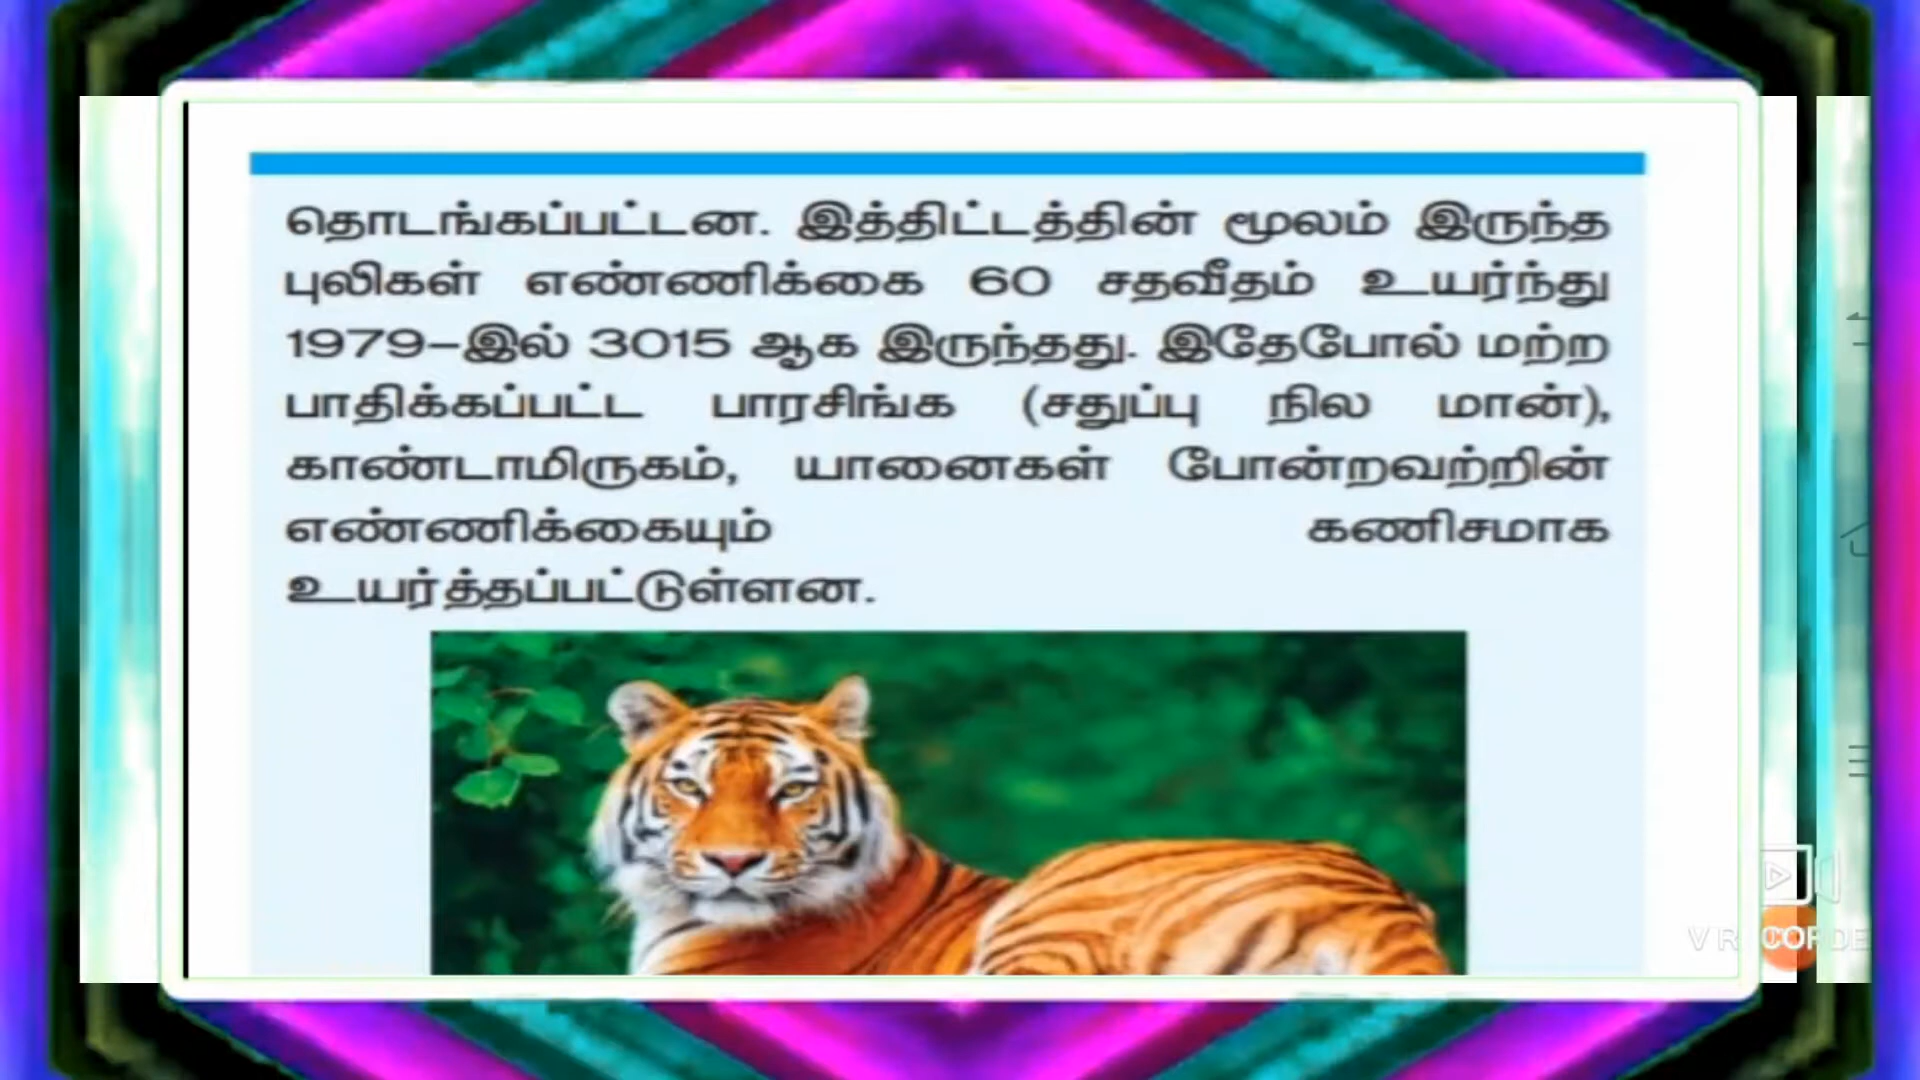 தொடங்கப்பட்டன. இத்திட்டத்தின் மூலம் இருந்த
புலிகள் எண்ணிக்கை 60 சதவீதம் உயர்ந்து
1979–இல் 3015 ஆக இருந்தது. இதேபோல் மற்ற
பாதிக்கப்பட்ட பாரசிங்க (சதுப்பு நில மான்),
காண்டாமிருகம், யானைகள் போன்றவற்றின்
எண்ணிக்கையும் கணிசமாக
உயர்த்தப்பட்டுள்ளன.